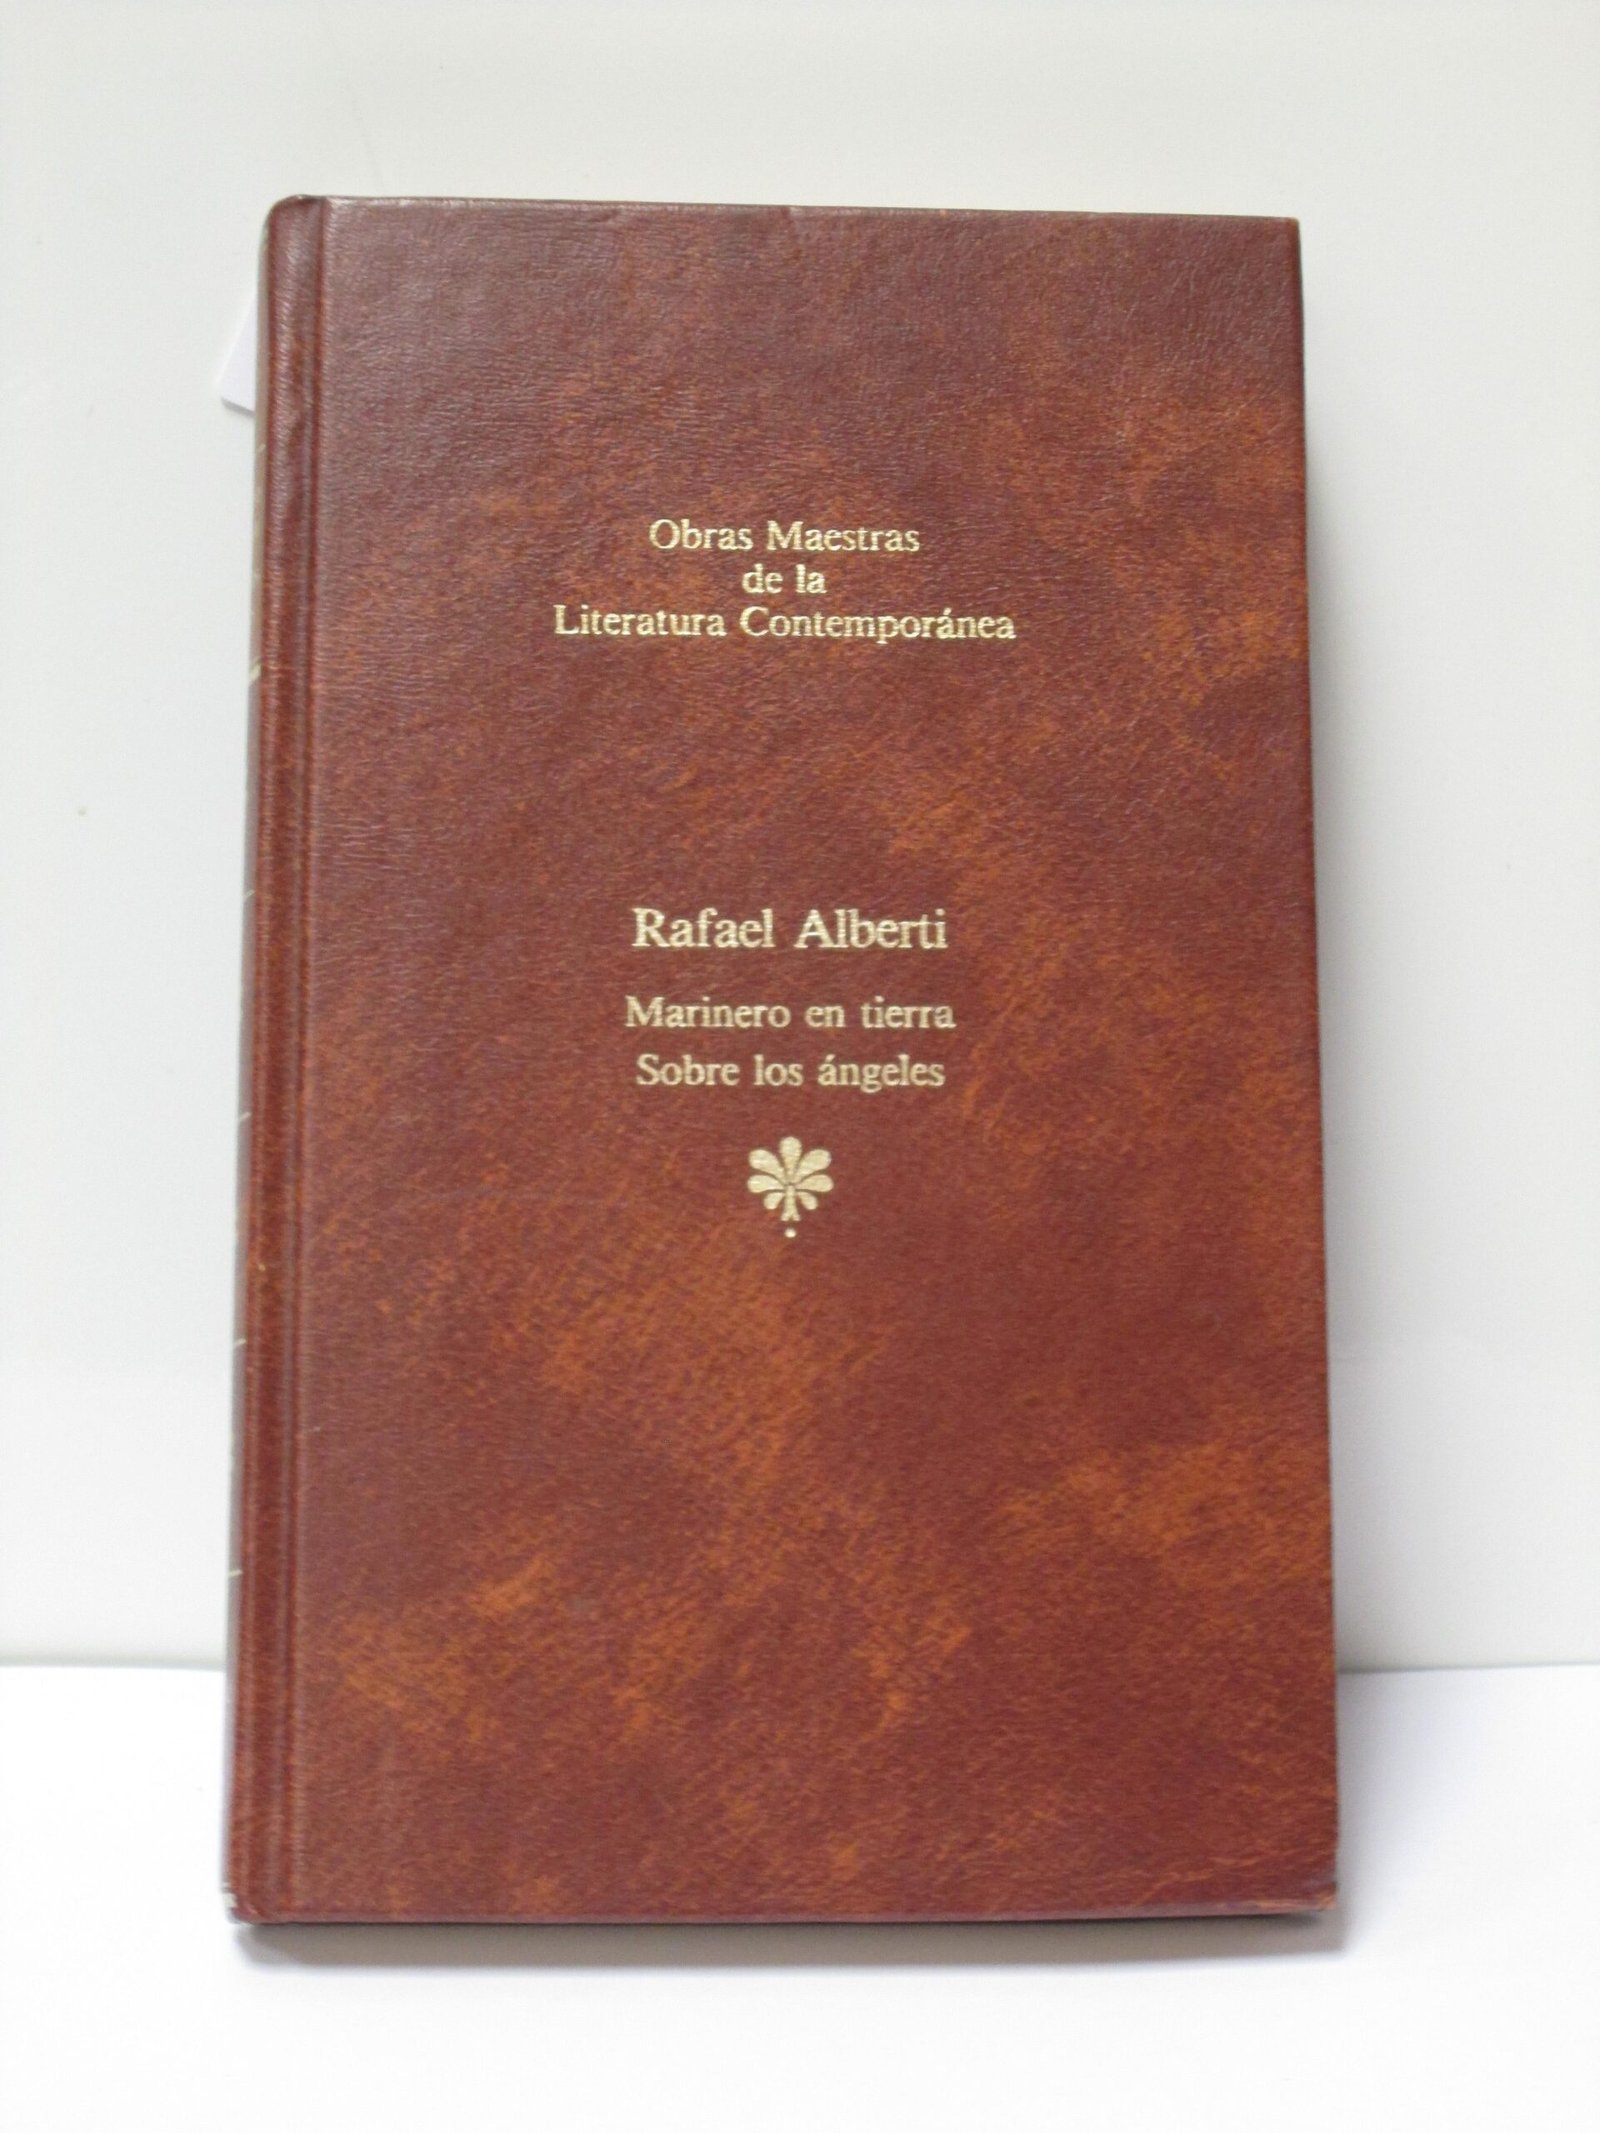 Obras Maestras
de la
Literatura Contemporánea
Rafael Alberti
Marinero en tierra
Sobre los ángeles